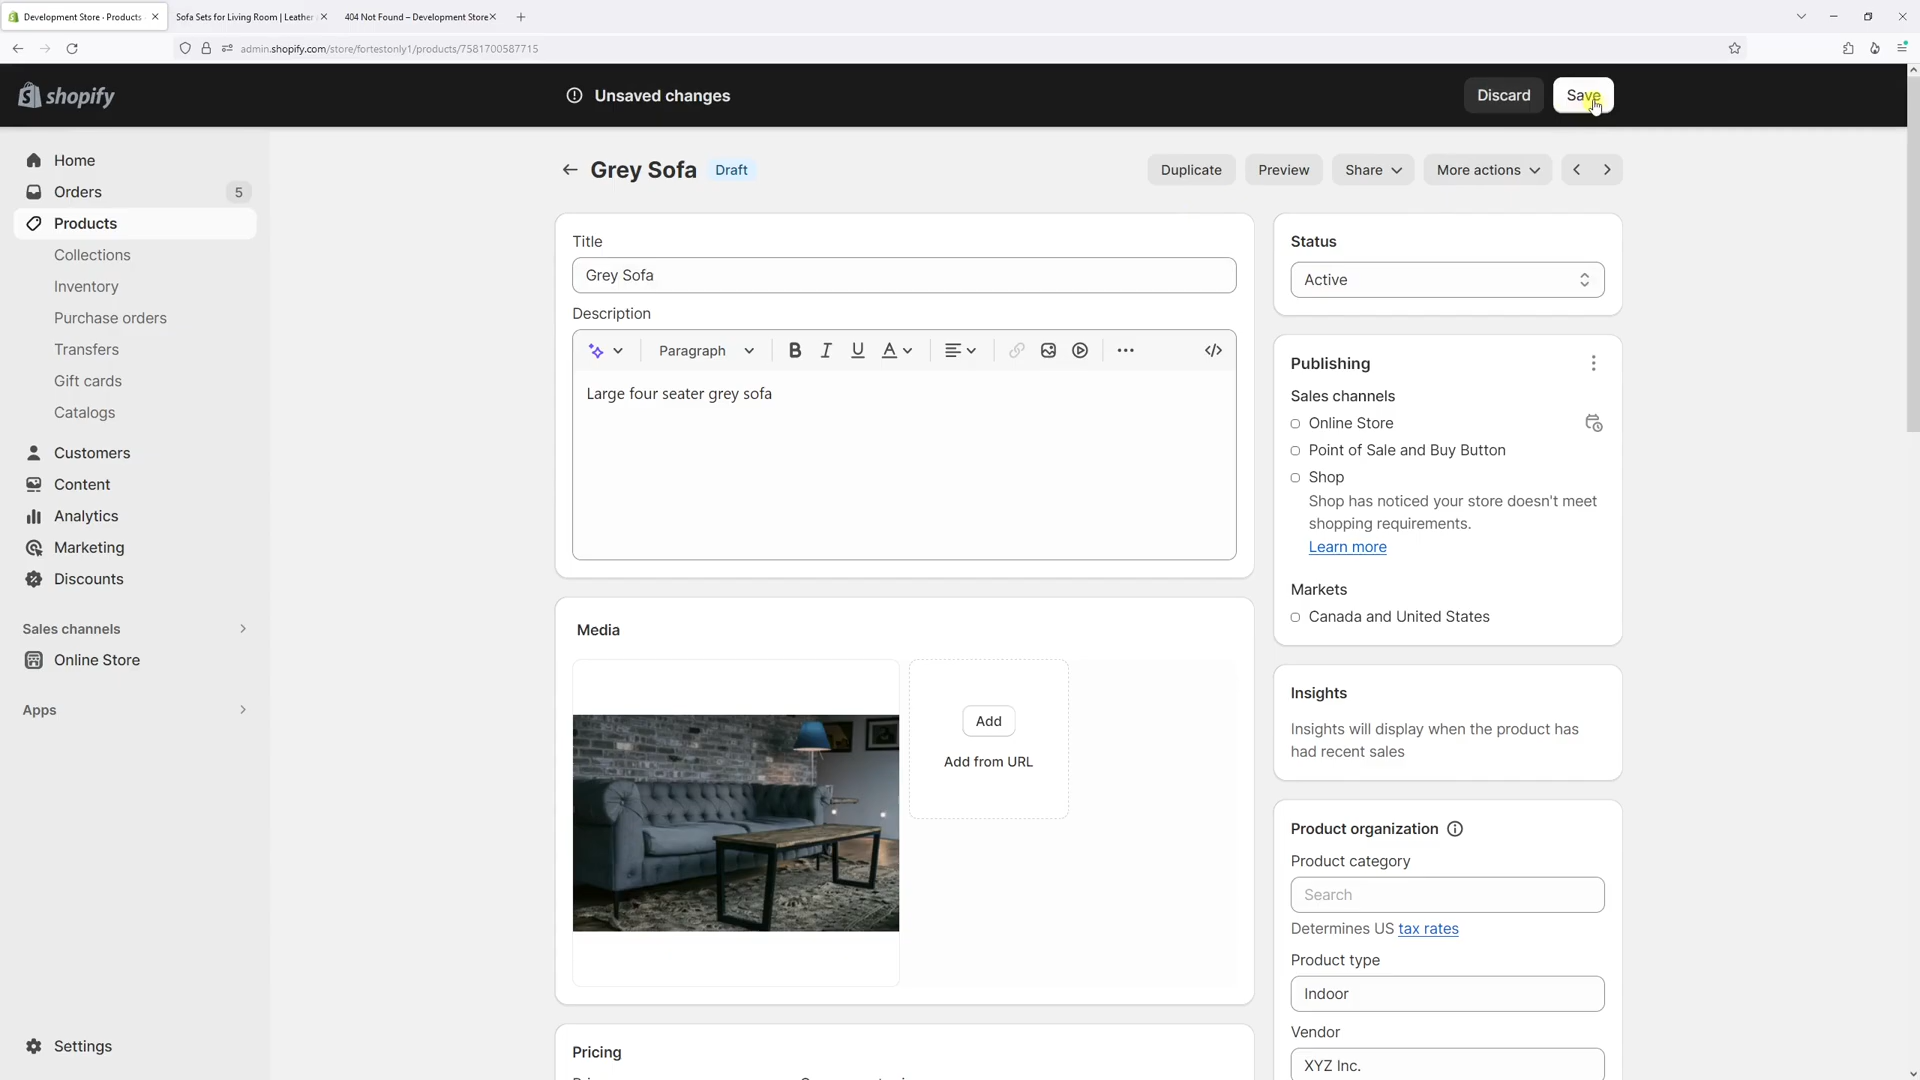 Development Store · Products
Sofa Sets for Living Room | Leather
404 Not Found – Development Store
admin.shopify.com/store/fortestonly1/products/7581700587715
shopify
Unsaved changes
Discard
Save
Home
Orders
5
Products
Collections
Inventory
Purchase orders
Transfers
Gift cards
Catalogs
Customers
Content
Analytics
Marketing
Discounts
Sales channels
Online Store
Apps
Settings
Grey Sofa
Draft
Duplicate
Preview
Share
More actions
Title
Grey Sofa
Description
Paragraph
B
I
U
A
Large four seater grey sofa
Media
Add
Add from URL
Pricing
Status
Active
Publishing
Sales channels
Online Store
Point of Sale and Buy Button
Shop
Shop has noticed your store doesn't meet
shopping requirements.
Learn more
Markets
Canada and United States
Insights
Insights will display when the product has
had recent sales
Product organization
Product category
Search
Determines US tax rates
Product type
Indoor
Vendor
XYZ Inc.